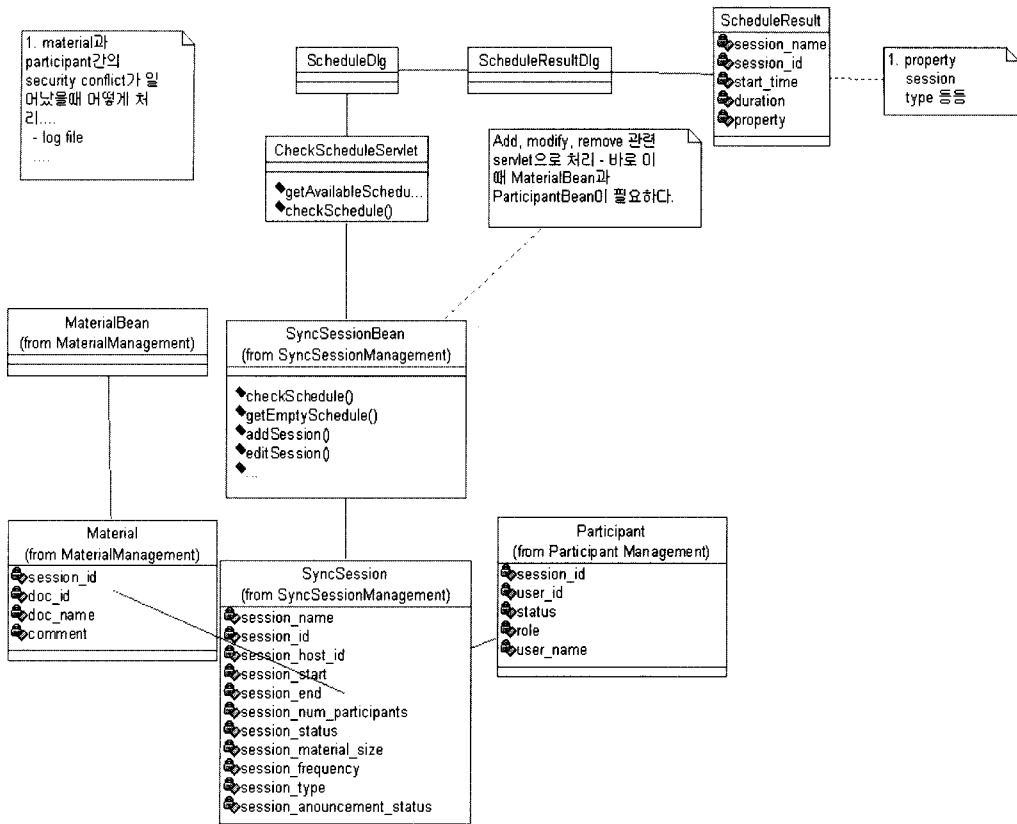 1. material과
participant간의
security conflict가 일
어났을때 어떻게 처
리....
- log file
....
ScheduleDlg
ScheduleResultDlg
ScheduleResult
session_name
session_id
start_time
duration
property
1. property
session
type 등등
CheckScheduleServlet
getAvailableSchedu...
checkSchedule()
Add, modify, remove 관련
servlet으로 처리 - 바로 이
때 MaterialBean과
ParticipantBean이 필요하다.
MaterialBean
(from MaterialManagement)
SyncSessionBean
(from SyncSessionManagement)
checkSchedule()
getEmptySchedule()
addSession()
editSession()
...
Material
(from MaterialManagement)
session_id
doc_id
doc_name
comment
SyncSession
(from SyncSessionManagement)
session_name
session_id
session_host_id
session_start
session_end
session_num_participants
session_status
session_material_size
session_frequency
session_type
session_anouncement_status
Participant
(from Participant Management)
session_id
user_id
status
role
user_name